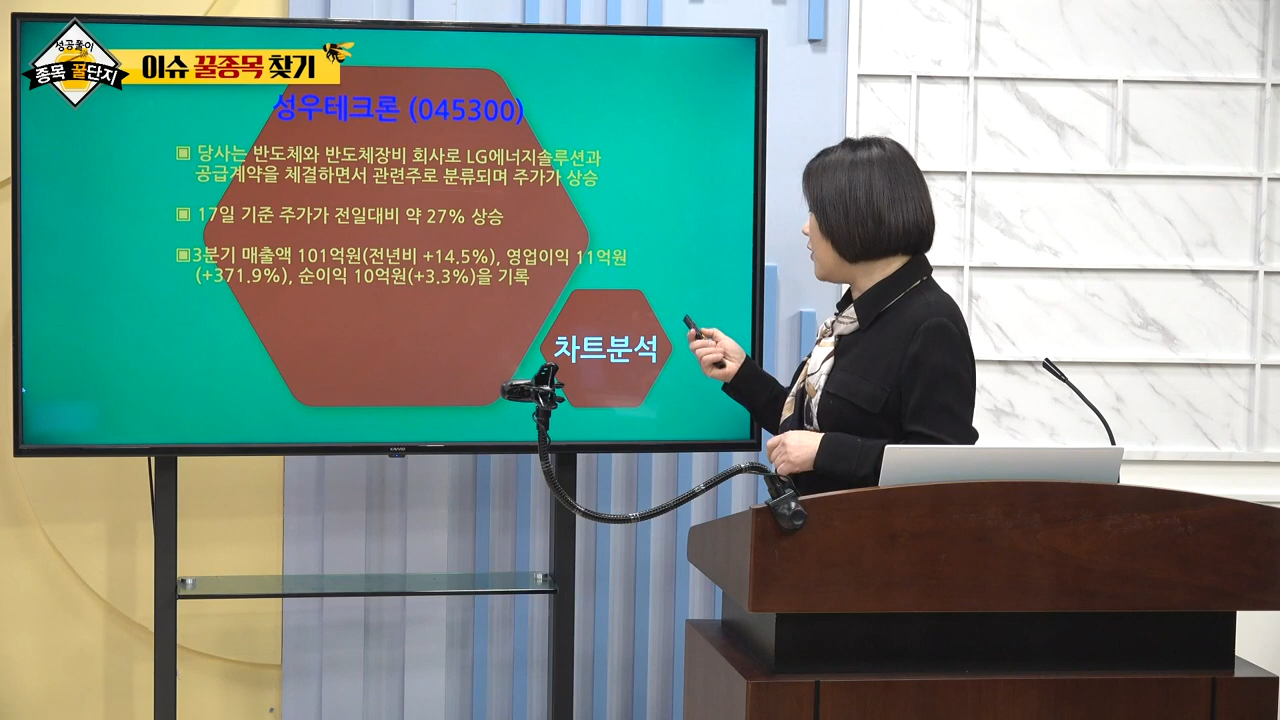 성공풀이
종목 꿀단지
이슈 꿀종목 찾기
성우테크론 (045300)
▣ 당사는 반도체와 반도체장비 회사로 LG에너지솔루션과
공급계약을 체결하면서 관련주로 분류되며 주가가 상승
▣ 17일 기준 주가가 전일대비 약 27% 상승
▣3분기 매출액 101억원(전년비 +14.5%), 영업이익 11억원
(+371.9%), 순이익 10억원(+3.3%)을 기록
차트분석